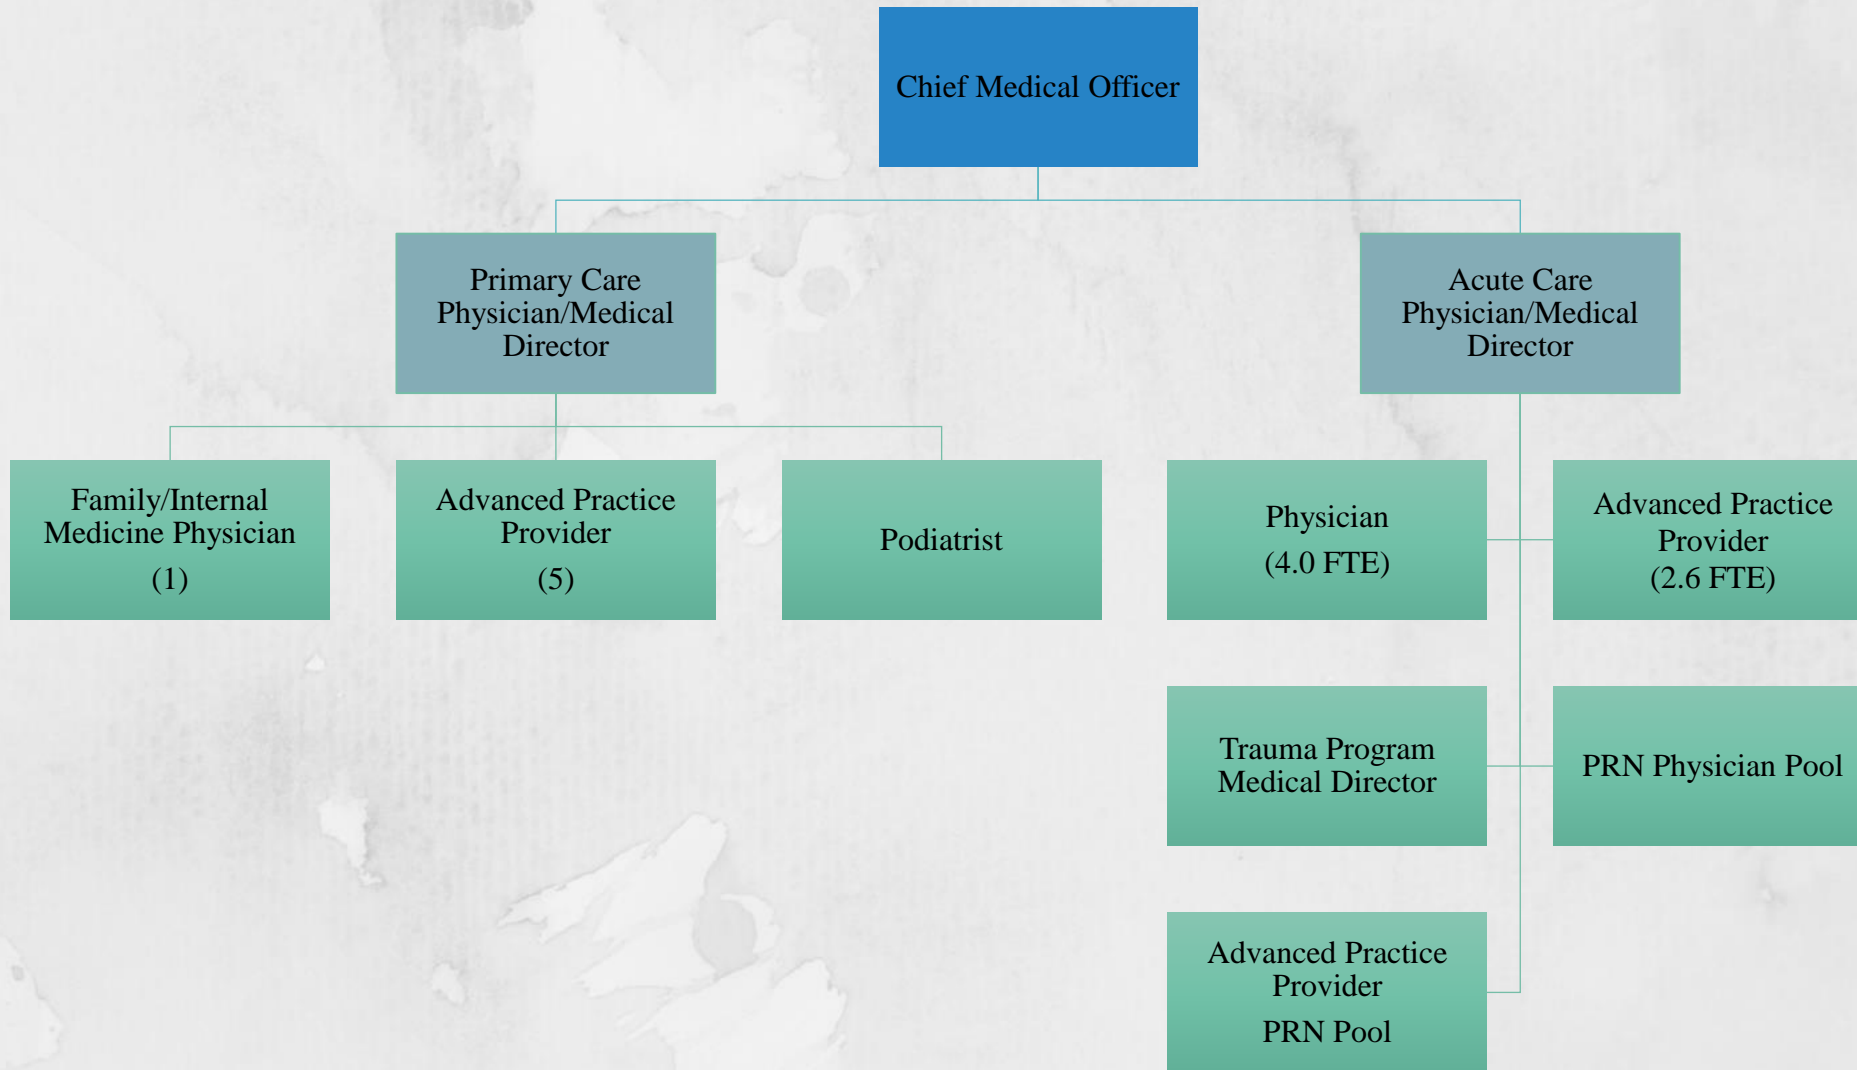 Chief Medical Officer
Primary Care
Physician/Medical
Director
Acute Care
Physician/Medical
Director
Family/Internal
Medicine Physician
(1)
Advanced Practice
Provider
(5)
Podiatrist
Physician
(4.0 FTE)
Advanced Practice
Provider
(2.6 FTE)
Trauma Program
Medical Director
PRN Physician Pool
Advanced Practice
Provider
PRN Pool